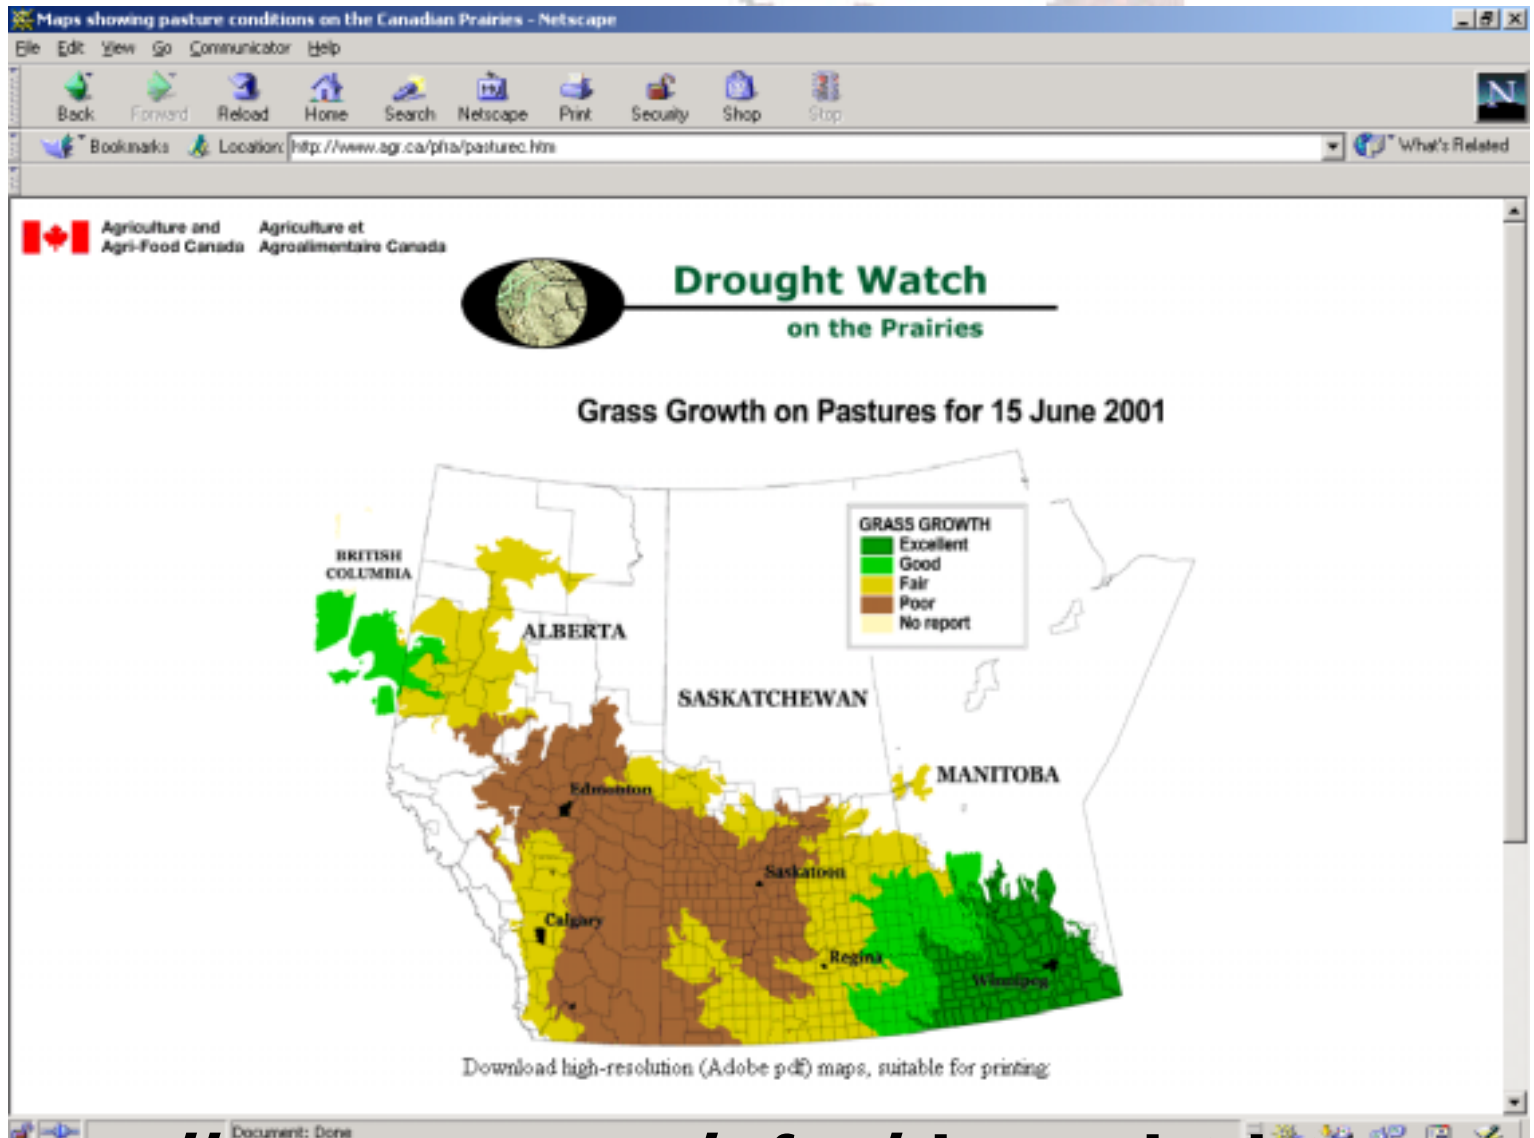 Maps showing pasture conditions on the Canadian Prairies - Netscape
File Edit View Go Communicator Help
Back Forward Reload Home Search Netscape Print Security Shop Stop
Bookmarks Location: http://www.agr.ca/pfra/pasturec.htm What's Related
Agriculture and Agriculture et
Agri-Food Canada Agroalimentaire Canada
Drought Watch
on the Prairies
Grass Growth on Pastures for 15 June 2001
GRASS GROWTH
Excellent
Good
Fair
Poor
No report
BRITISH
COLUMBIA
ALBERTA
SASKATCHEWAN
MANITOBA
Edmonton
Saskatoon
Calgary
Regina
Winnipeg
Download high-resolution (Adobe pdf) maps, suitable for printing:
Document: Done